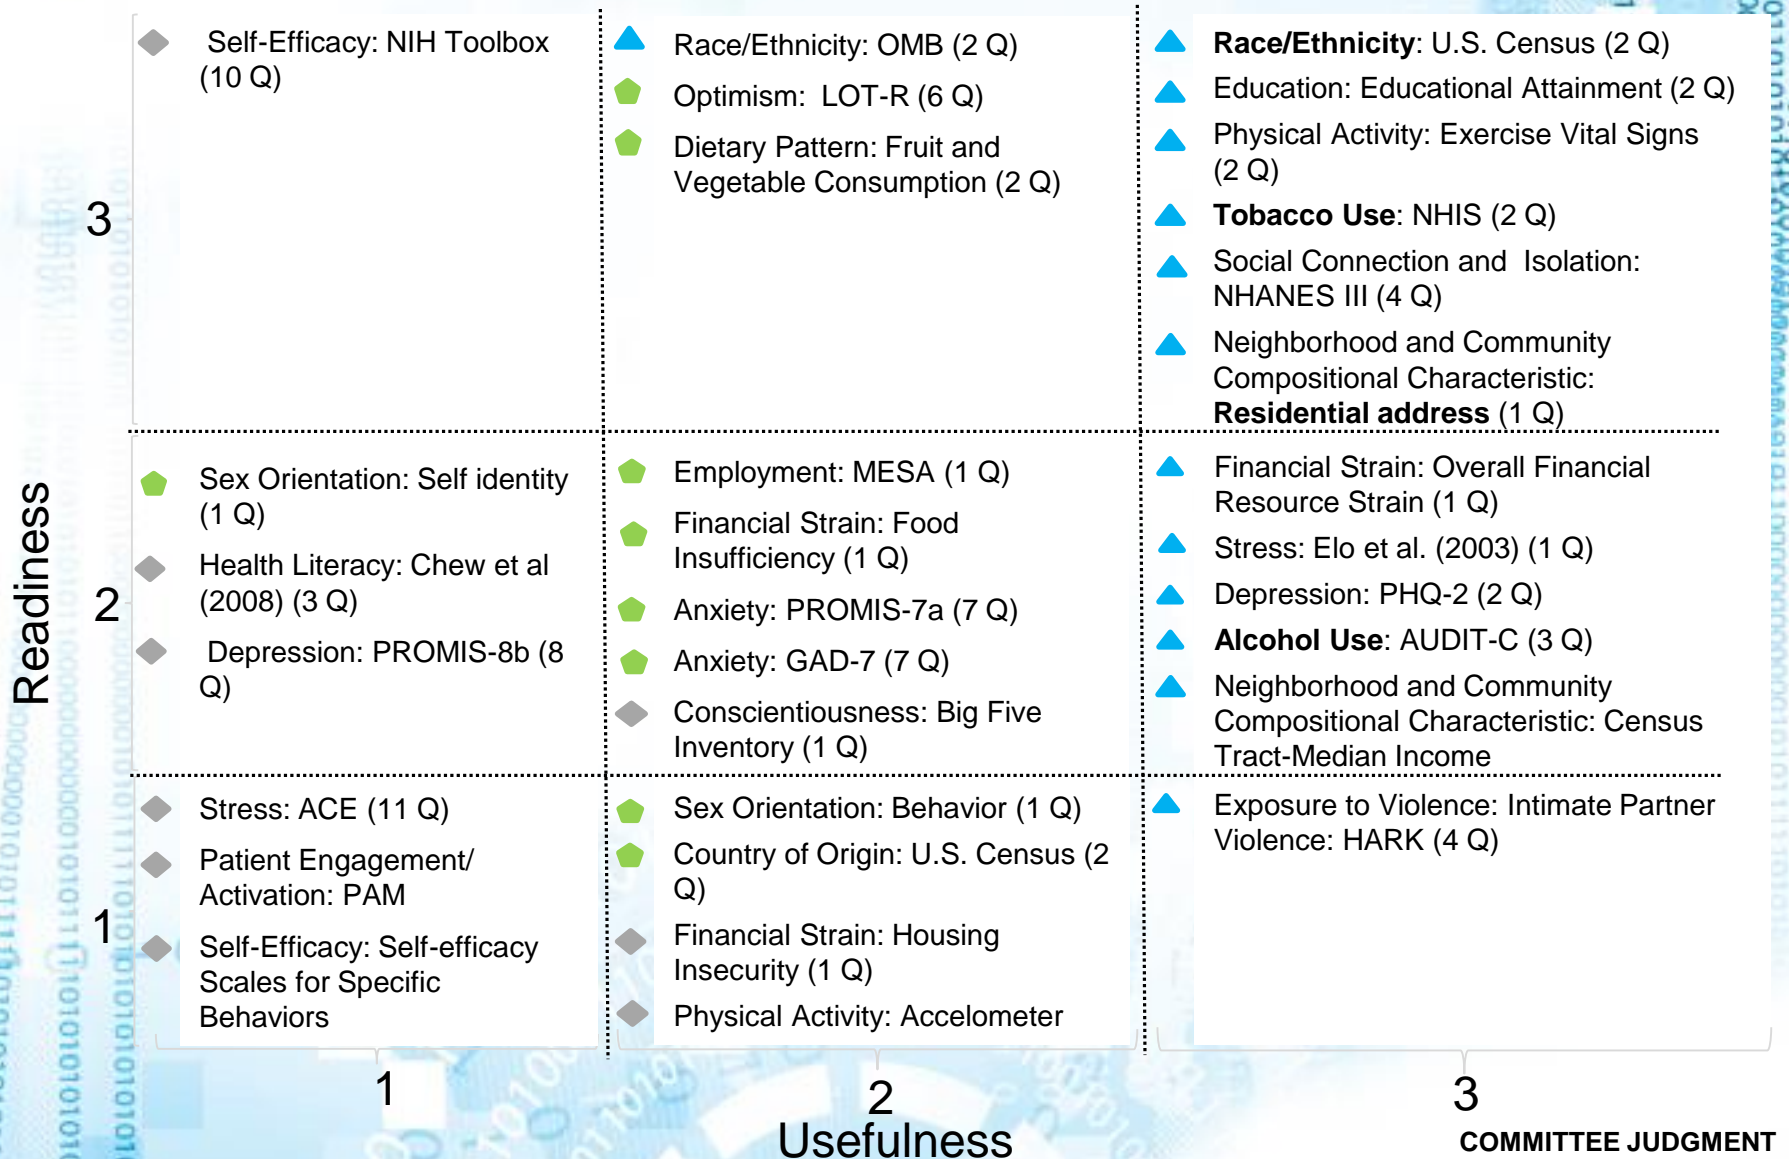 Self-Efficacy: NIH Toolbox
(10 Q)
Race/Ethnicity: OMB (2 Q)
Optimism: LOT-R (6 Q)
Dietary Pattern: Fruit and
Vegetable Consumption (2 Q)
Race/Ethnicity: U.S. Census (2 Q)
Education: Educational Attainment (2 Q)
Physical Activity: Exercise Vital Signs
(2 Q)
Tobacco Use: NHIS (2 Q)
Social Connection and Isolation:
NHANES III (4 Q)
Neighborhood and Community
Compositional Characteristic:
Residential address (1 Q)
3
Sex Orientation: Self identity
(1 Q)
Health Literacy: Chew et al
(2008) (3 Q)
Depression: PROMIS-8b (8
Q)
Employment: MESA (1 Q)
Financial Strain: Food
Insufficiency (1 Q)
Anxiety: PROMIS-7a (7 Q)
Anxiety: GAD-7 (7 Q)
Conscientiousness: Big Five
Inventory (1 Q)
Financial Strain: Overall Financial
Resource Strain (1 Q)
Stress: Elo et al. (2003) (1 Q)
Depression: PHQ-2 (2 Q)
Alcohol Use: AUDIT-C (3 Q)
Neighborhood and Community
Compositional Characteristic: Census
Tract-Median Income
Readiness
2
Stress: ACE (11 Q)
Patient Engagement/
Activation: PAM
Self-Efficacy: Self-efficacy
Scales for Specific
Behaviors
Sex Orientation: Behavior (1 Q)
Country of Origin: U.S. Census (2
Q)
Financial Strain: Housing
Insecurity (1 Q)
Physical Activity: Accelometer
Exposure to Violence: Intimate Partner
Violence: HARK (4 Q)
1
1
2
3
Usefulness
COMMITTEE JUDGMENT